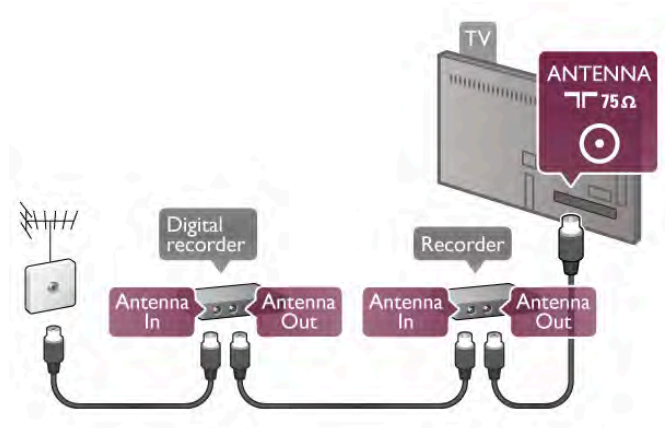 TV
ANTENNA
75Ω
Digital
recorder
Recorder
Antenna
In
Antenna
Out
Antenna
In
Antenna
Out